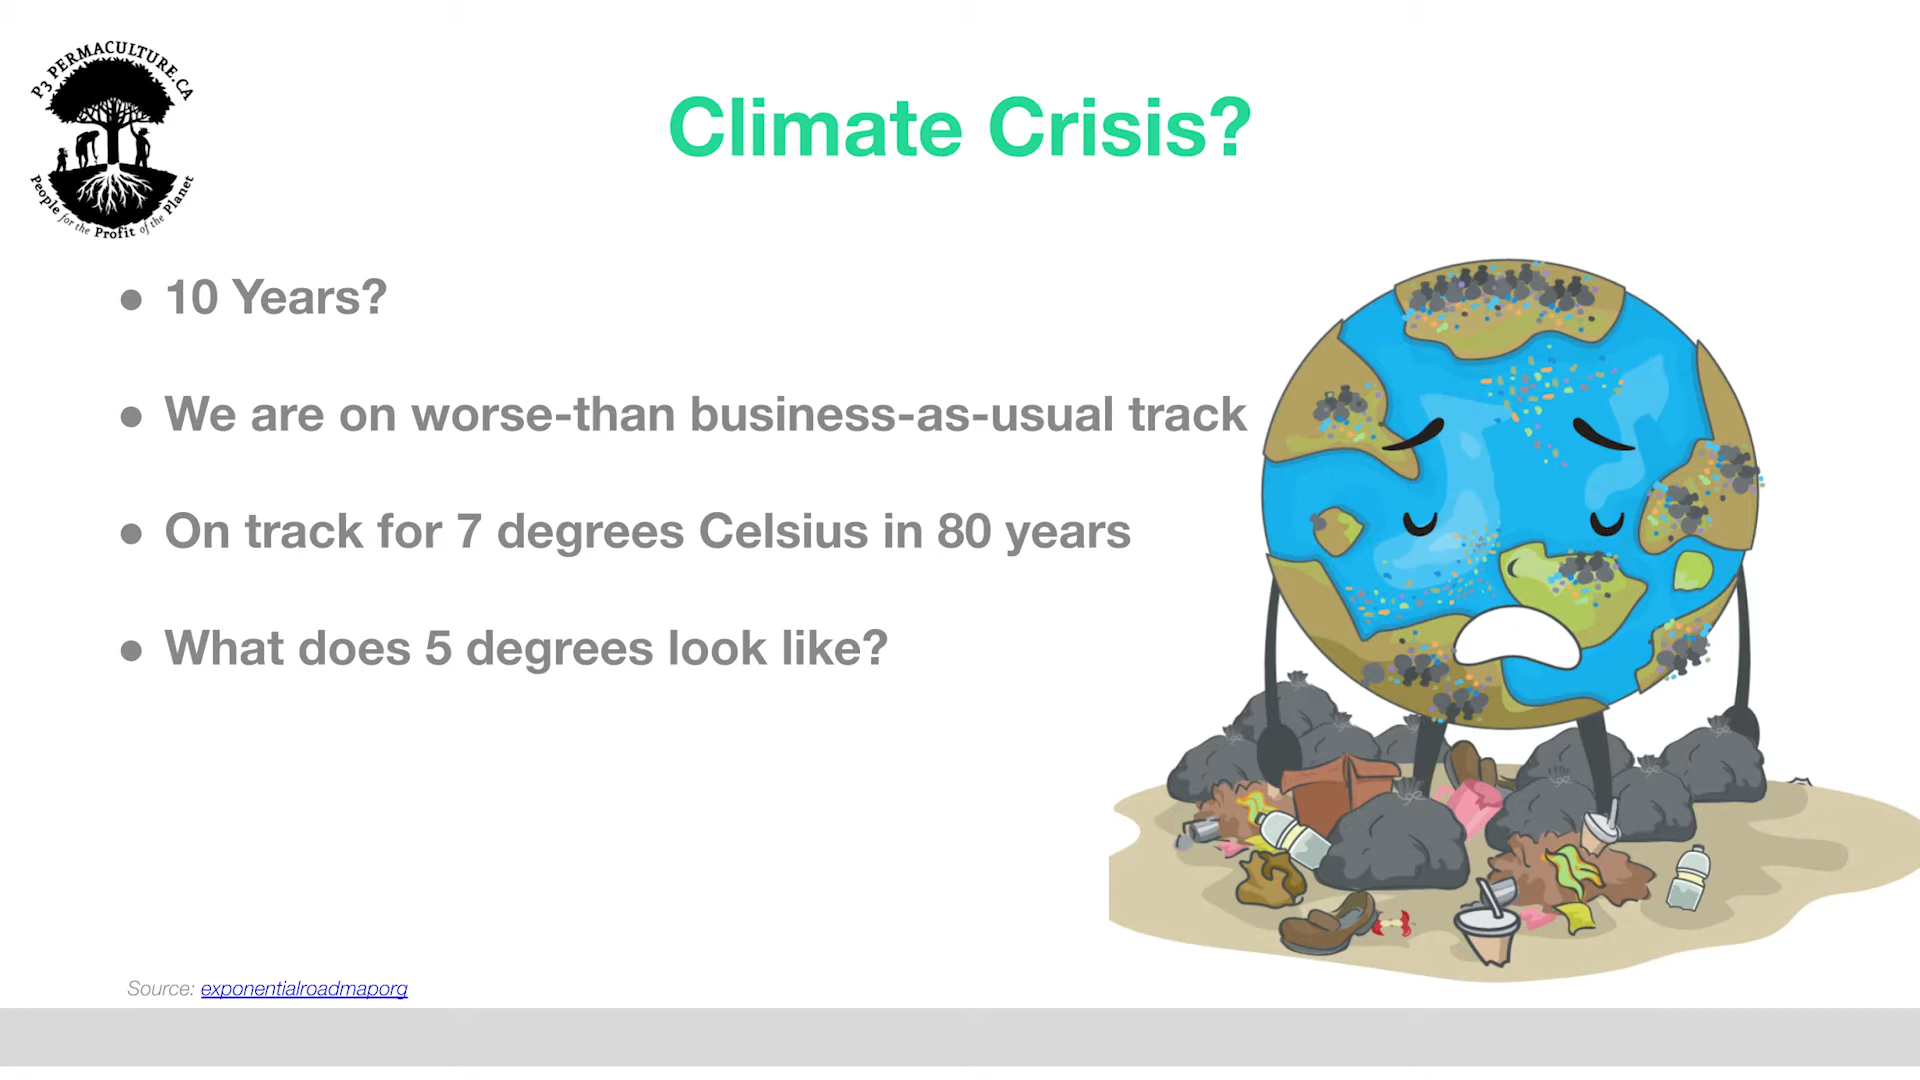 P3 PERMACULTURE.CA
People for the Profit of the Planet
Climate Crisis?
● 10 Years?
● We are on worse-than business-as-usual track
● On track for 7 degrees Celsius in 80 years
● What does 5 degrees look like?
Source: exponentialroadmaporg